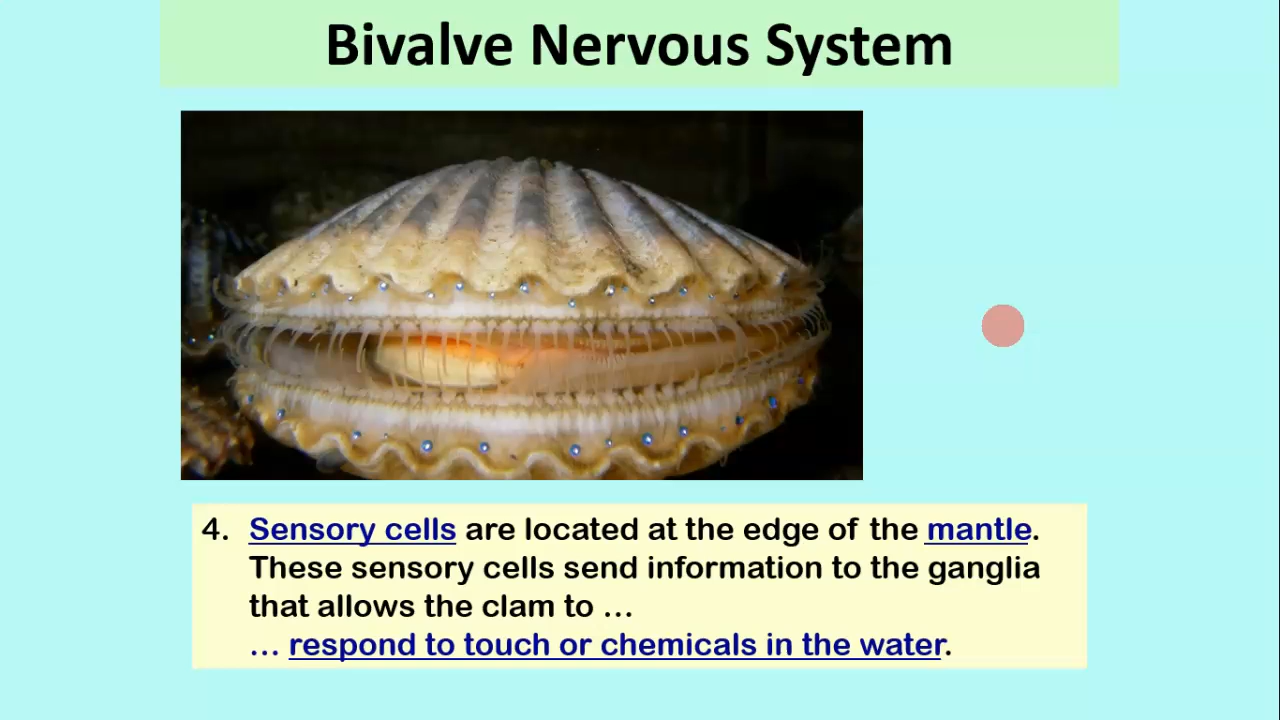 Bivalve Nervous System
4. Sensory cells are located at the edge of the mantle.
These sensory cells send information to the ganglia
that allows the clam to …
… respond to touch or chemicals in the water.